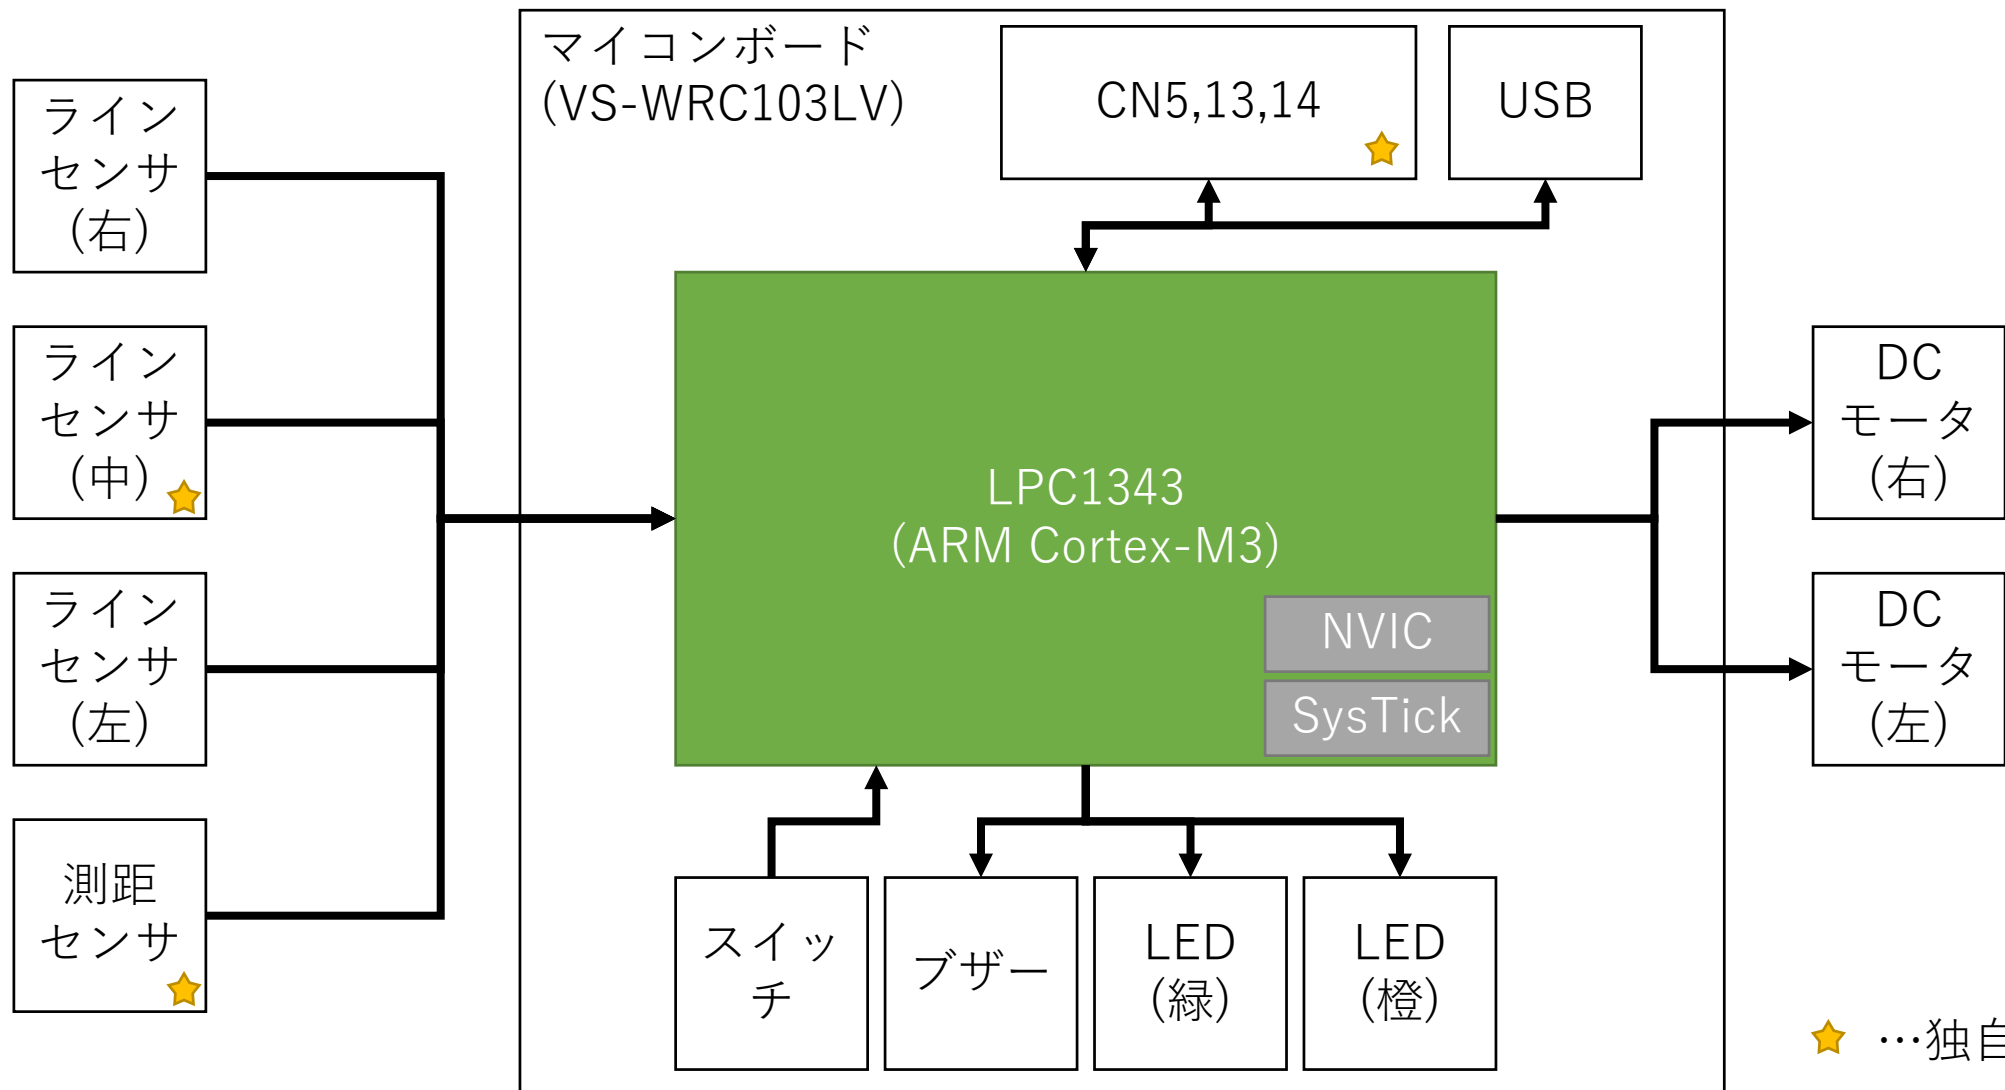 マイコンボード
(VS-WRC103LV)
CN5,13,14
USB
ライン
センサ
(右)
ライン
センサ
(中)
ライン
センサ
(左)
測距
センサ
LPC1343
(ARM Cortex-M3)
NVIC
SysTick
DC
モータ
(右)
DC
モータ
(左)
スイッ
チ
ブザー
LED
(緑)
LED
(橙)
…独自